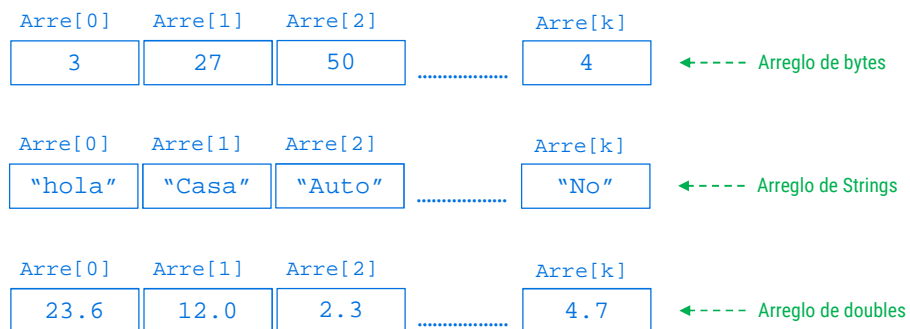 Arre[0] Arre[1] Arre[2] Arre[k]
3 27 50 4 Arreglo de bytes
Arre[0] Arre[1] Arre[2] Arre[k]
“hola” “Casa” “Auto” “No” Arreglo de Strings
Arre[0] Arre[1] Arre[2] Arre[k]
23.6 12.0 2.3 4.7 Arreglo de doubles